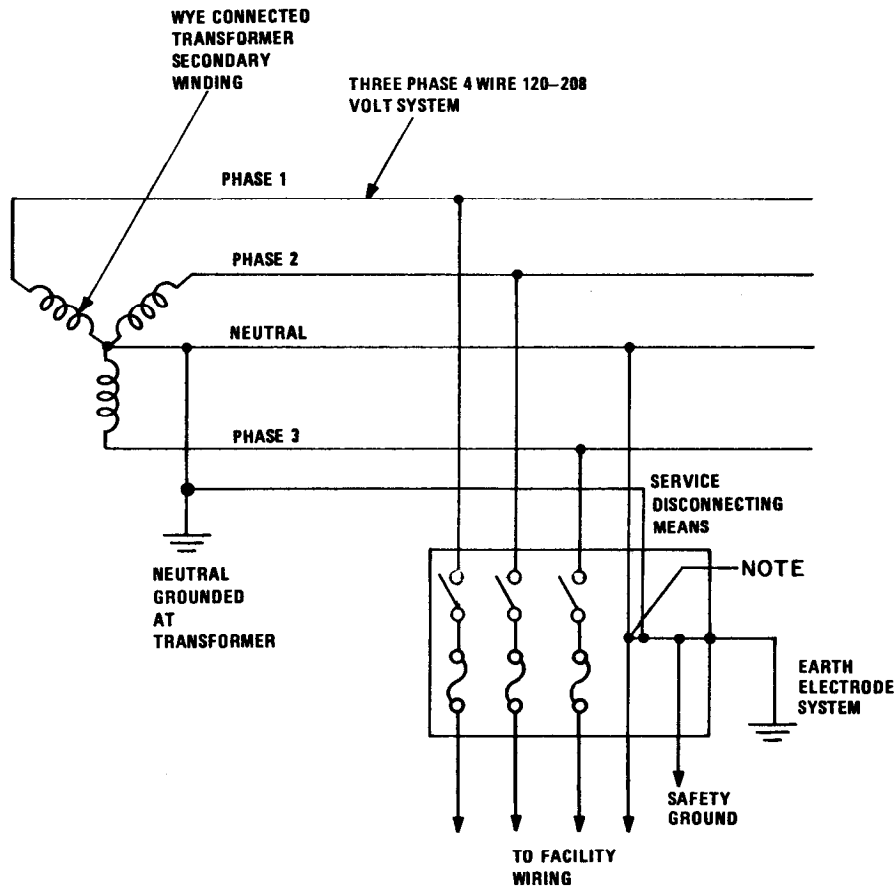 WYE CONNECTED
TRANSFORMER
SECONDARY
WINDING
THREE PHASE 4 WIRE 120–208
VOLT SYSTEM
PHASE 1
PHASE 2
NEUTRAL
PHASE 3
SERVICE
DISCONNECTING
MEANS
NOTE
NEUTRAL
GROUNDED
AT
TRANSFORMER
EARTH
ELECTRODE
SYSTEM
SAFETY
GROUND
TO FACILITY
WIRING